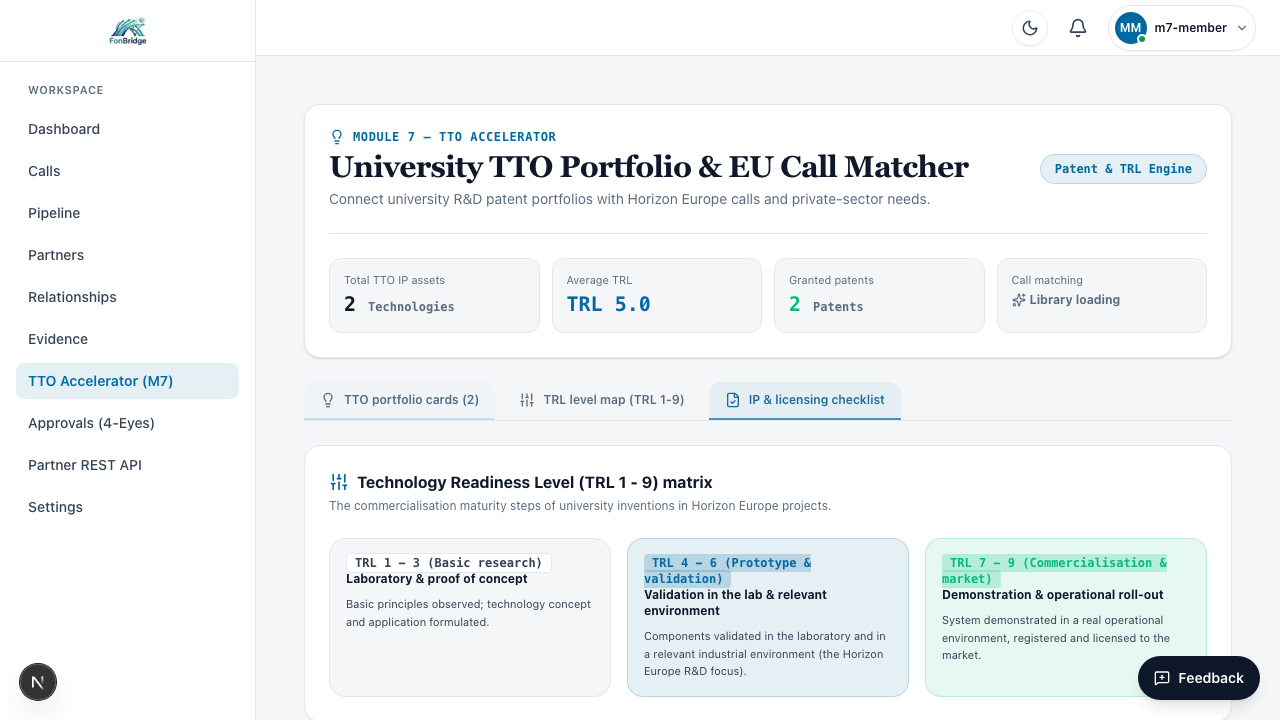 FonBridge
MM
m7-member
WORKSPACE
Dashboard
Calls
Pipeline
Partners
Relationships
Evidence
TTO Accelerator (M7)
Approvals (4-Eyes)
Partner REST API
Settings
N
MODULE 7 — TTO ACCELERATOR
University TTO Portfolio & EU Call Matcher
Connect university R&D patent portfolios with Horizon Europe calls and private-sector needs.
Patent & TRL Engine
Total TTO IP assets
2 Technologies
Average TRL
TRL 5.0
Granted patents
2 Patents
Call matching
Library loading
TTO portfolio cards (2)
TRL level map (TRL 1-9)
IP & licensing checklist
Technology Readiness Level (TRL 1 - 9) matrix
The commercialisation maturity steps of university inventions in Horizon Europe projects.
TRL 1 – 3 (Basic research)
Laboratory & proof of concept
Basic principles observed; technology concept
and application formulated.
TRL 4 – 6 (Prototype &
validation)
Validation in the lab & relevant
environment
Components validated in the laboratory and in
a relevant industrial environment (the Horizon
Europe R&D focus).
TRL 7 – 9 (Commercialisation &
market)
Demonstration & operational roll-out
System demonstrated in a real operational
environment, registered and licensed to the
market.
Feedback